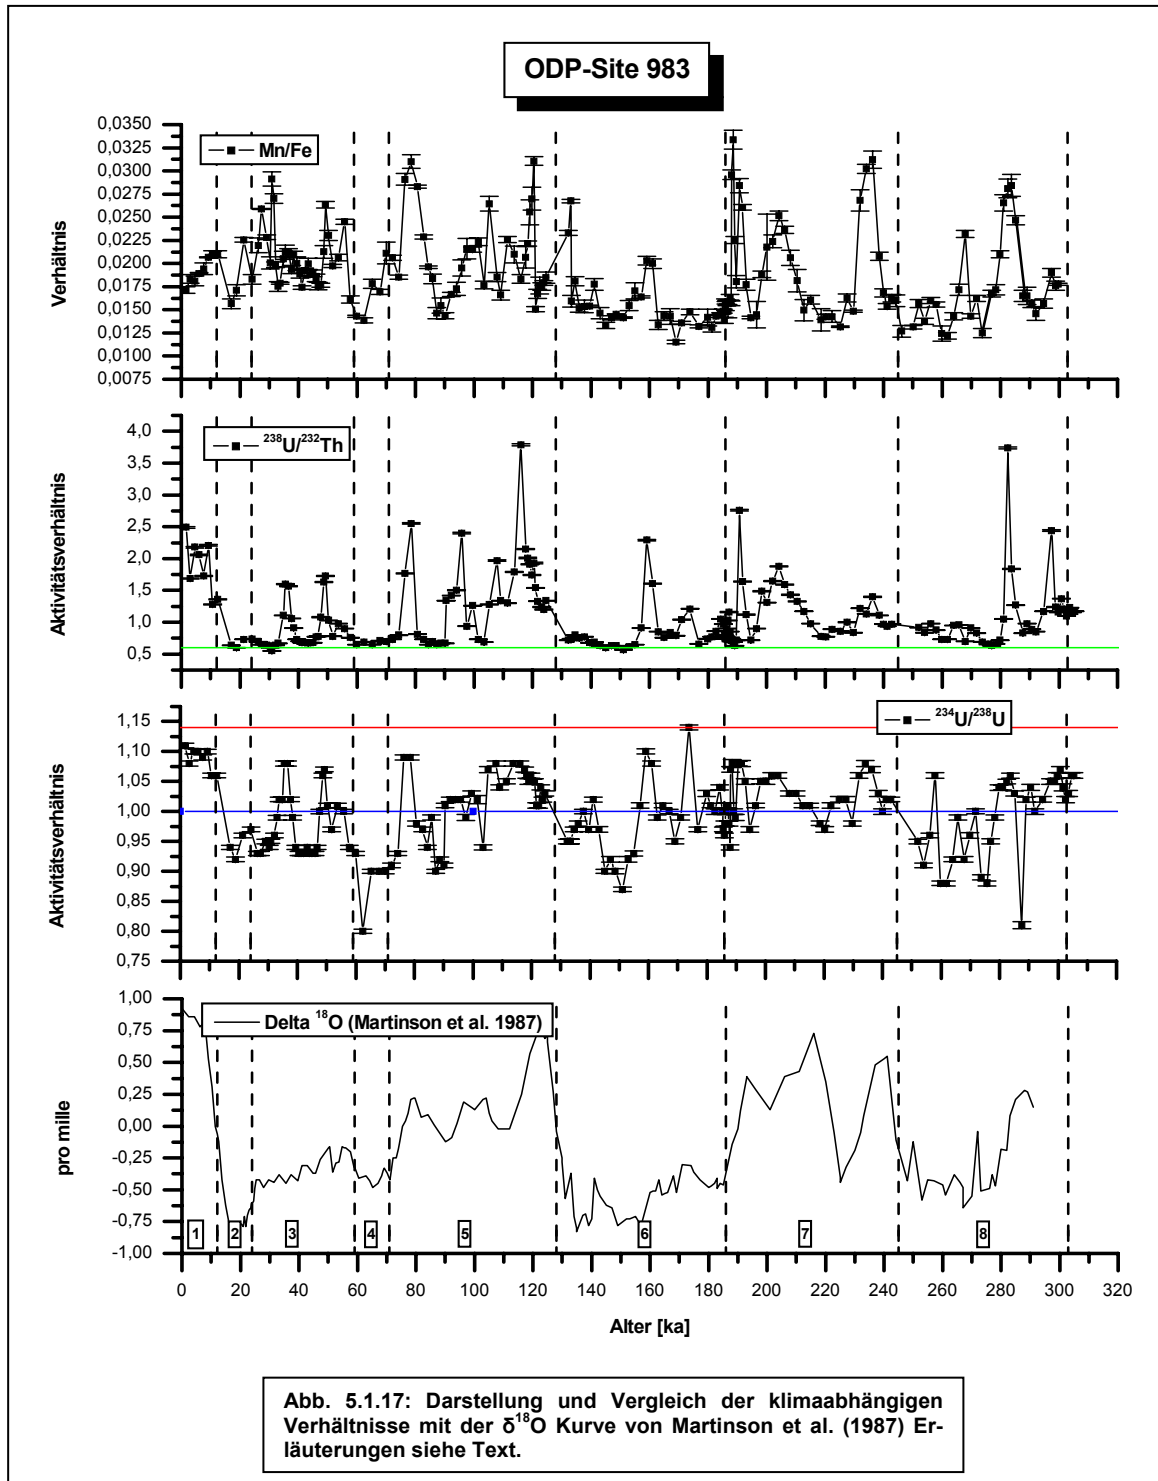 ODP-Site 983
0,0350
0,0325
0,0300
0,0275
0,0250
0,0225
0,0200
0,0175
0,0150
0,0125
0,0100
0,0075
Verhältnis
Mn/Fe
4,0
3,5
3,0
2,5
2,0
1,5
1,0
0,5
Aktivitätsverhältnis
²³⁸U/²³²Th
1,15
1,10
1,05
1,00
0,95
0,90
0,85
0,80
0,75
Aktivitätsverhältnis
²³⁴U/²³⁸U
1,00
0,75
0,50
0,25
0,00
-0,25
-0,50
-0,75
-1,00
pro mille
Delta ¹⁸O (Martinson et al. 1987)
1 2 3 4 5 6 7 8
0 20 40 60 80 100 120 140 160 180 200 220 240 260 280 300 320
Alter [ka]
Abb. 5.1.17: Darstellung und Vergleich der klimaabhängigen
Verhältnisse mit der δ¹⁸O Kurve von Martinson et al. (1987) Er-
läuterungen siehe Text.